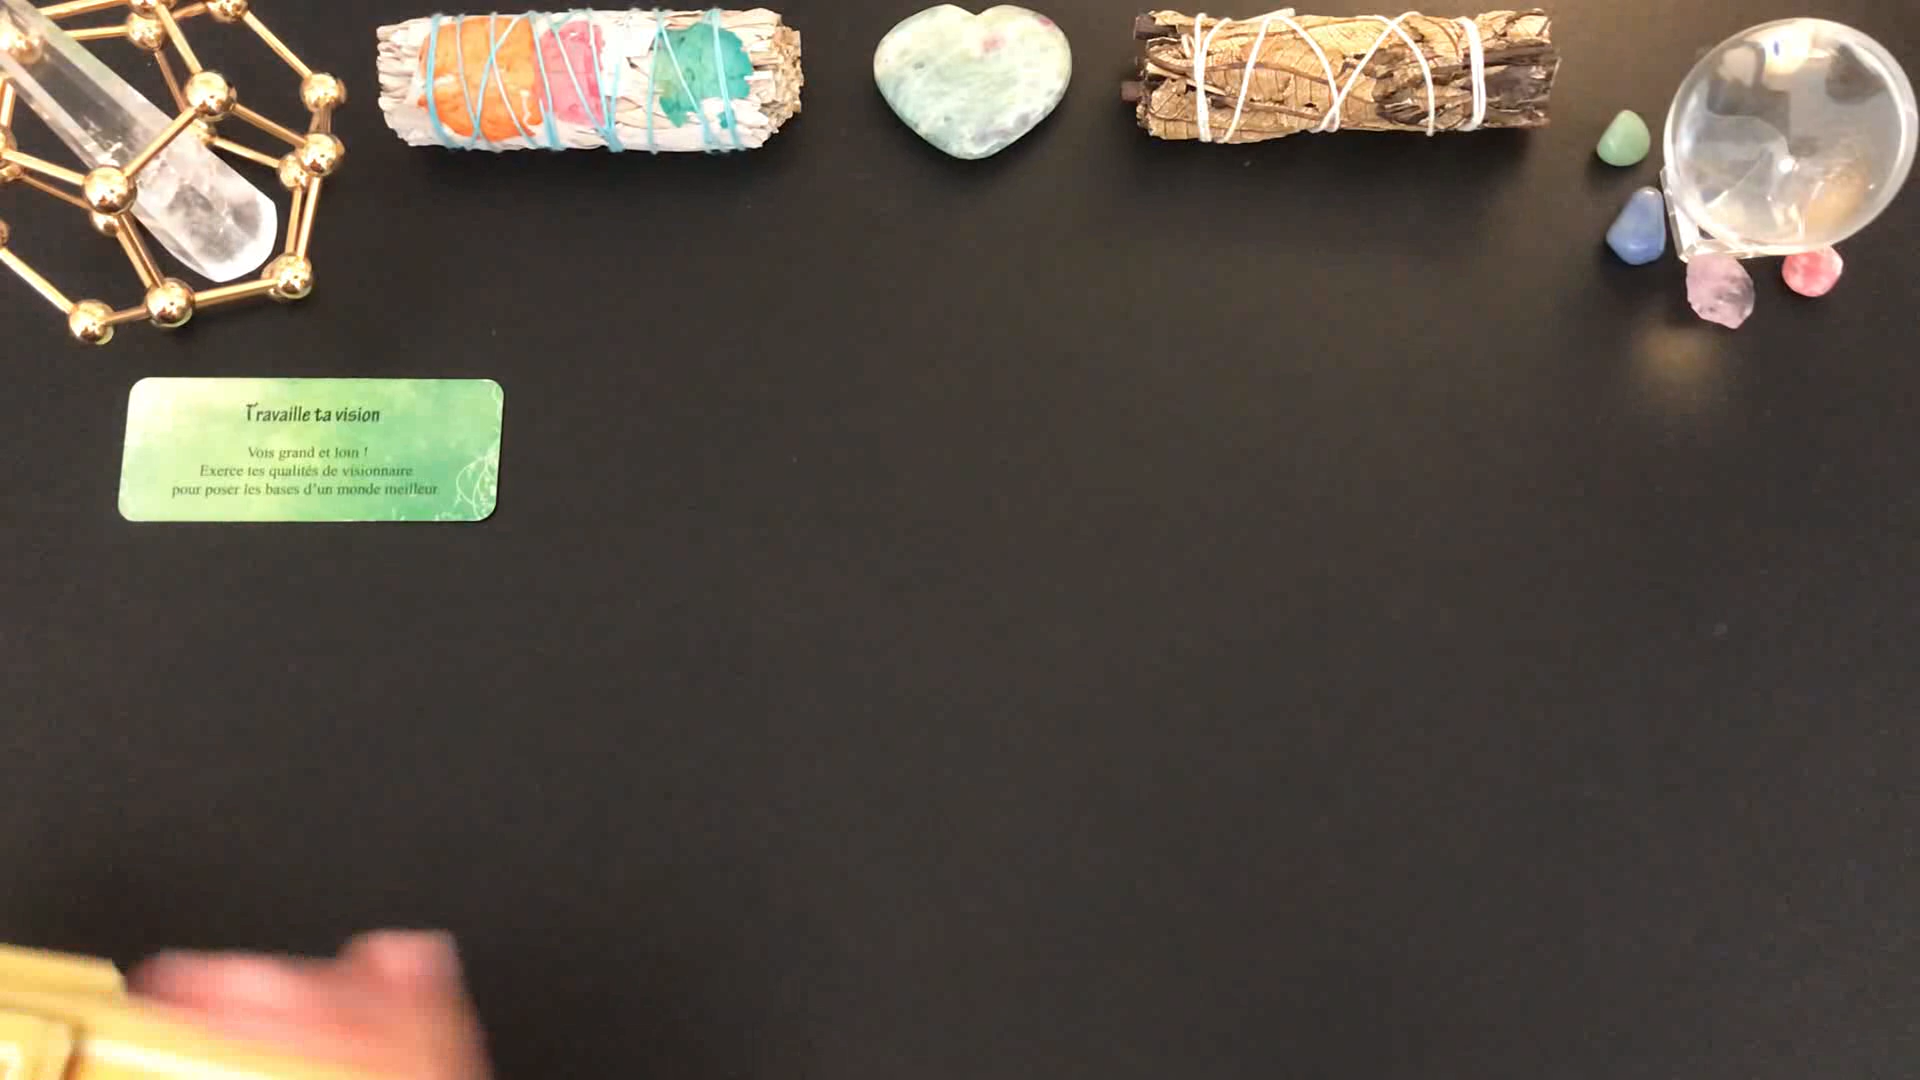 Travaille ta vision
Vois grand et loin !
Exerce tes qualités de visionnaire
pour poser les bases d'un monde meilleur